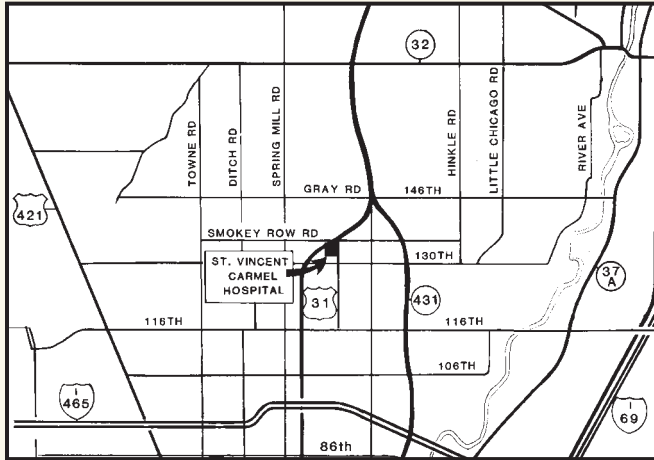 32
TOWNE RD
DITCH RD
SPRING MILL RD
HINKLE RD
LITTLE CHICAGO RD
RIVER AVE
GRAY RD
146TH
421
SMOKEY ROW RD
ST. VINCENT
CARMEL
HOSPITAL
130TH
37
A
31
431
116TH
116TH
106TH
I
465
I
69
86th